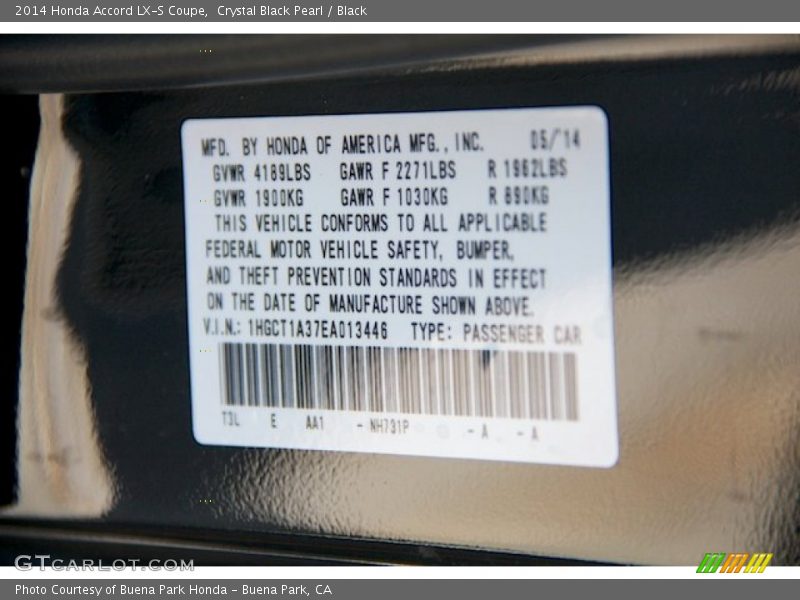 2014 Honda Accord LX-S Coupe,  Crystal Black Pearl / Black
MFD. BY HONDA OF AMERICA MFG., INC. 05/14
GVWR 4189LBS GAWR F 2271LBS R 1962LBS
GVWR 1900KG GAWR F 1030KG R 890KG
THIS VEHICLE CONFORMS TO ALL APPLICABLE
FEDERAL MOTOR VEHICLE SAFETY, BUMPER,
AND THEFT PREVENTION STANDARDS IN EFFECT
ON THE DATE OF MANUFACTURE SHOWN ABOVE.
V.I.N.: 1HGCT1A37EA013446 TYPE: PASSENGER CAR
T3L E AA1 - NH731P - A - A
GTCARLOT.COM
Photo Courtesy of Buena Park Honda – Buena Park, CA